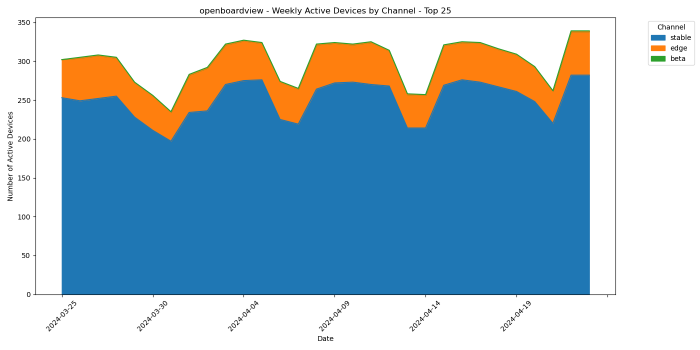 openboardview - Weekly Active Devices by Channel - Top 25
Channel
stable
edge
beta
Number of Active Devices
350
300
250
200
150
100
50
0
2024-03-25
2024-03-30
2024-04-04
2024-04-09
2024-04-14
2024-04-19
Date